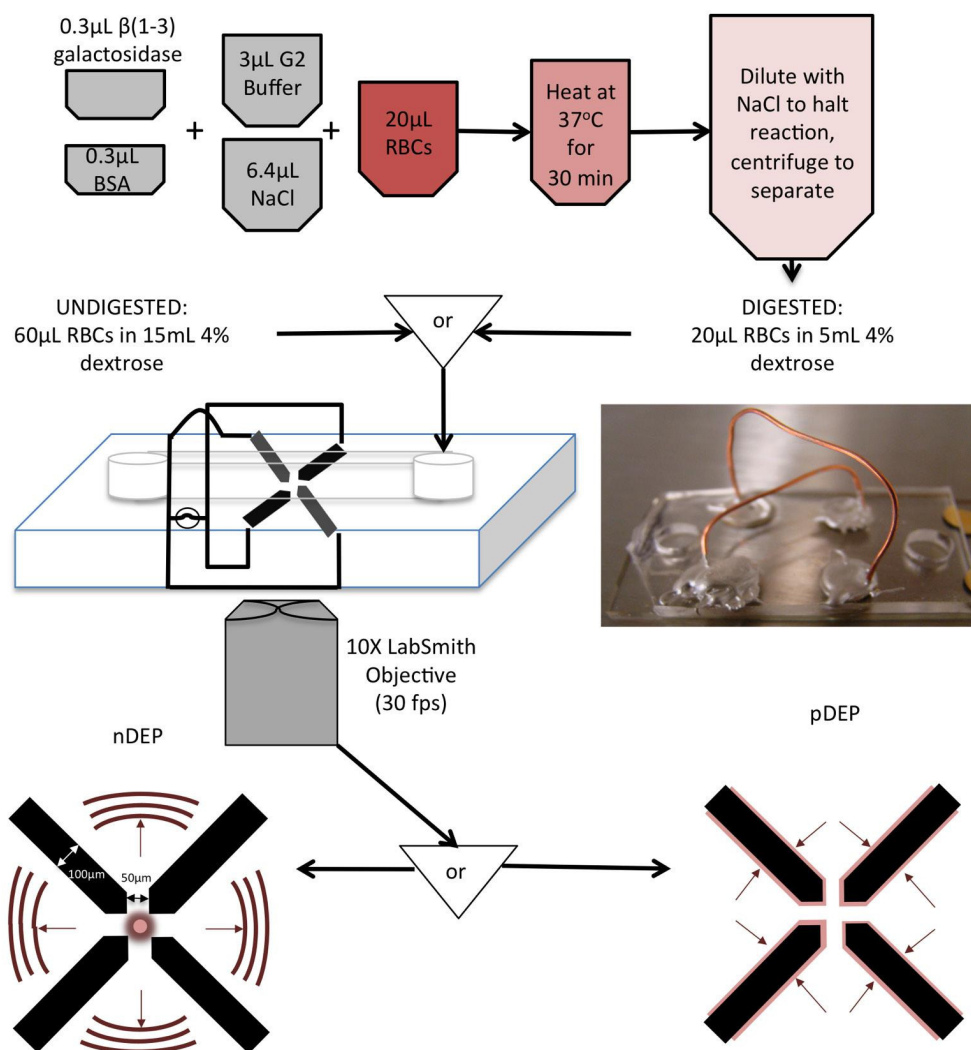 0.3µL β(1-3)
galactosidase
0.3µL
BSA
+
3µL G2
Buffer
6.4µL
NaCl
+
20µL
RBCs
Heat at
37°C
for
30 min
Dilute with
NaCl to halt
reaction,
centrifuge to
separate
UNDIGESTED:
60µL RBCs in 15mL 4%
dextrose
or
DIGESTED:
20µL RBCs in 5mL 4%
dextrose
10X LabSmith
Objective
(30 fps)
nDEP
pDEP
100µm
50µm
or